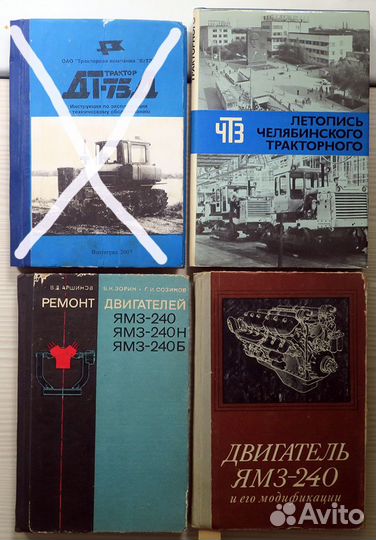 ОАО "Тракторная компания "ВгТЗ"
ТРАКТОР
ДТ-75Д
Инструкция по эксплуатации
и техническому обслуживанию
Волгоград 2007
ЧТЗ
ЛЕТОПИСЬ
ЧЕЛЯБИНСКОГО
ТРАКТОРНОГО
В.Д.АРШИНОВ В.К.ЗОРИН Г.И.СОЗИНОВ
РЕМОНТ ДВИГАТЕЛЕЙ
ЯМЗ-240
ЯМЗ-240Н
ЯМЗ-240Б
ДВИГАТЕЛЬ
ЯМЗ-240
и его модификации
Avito